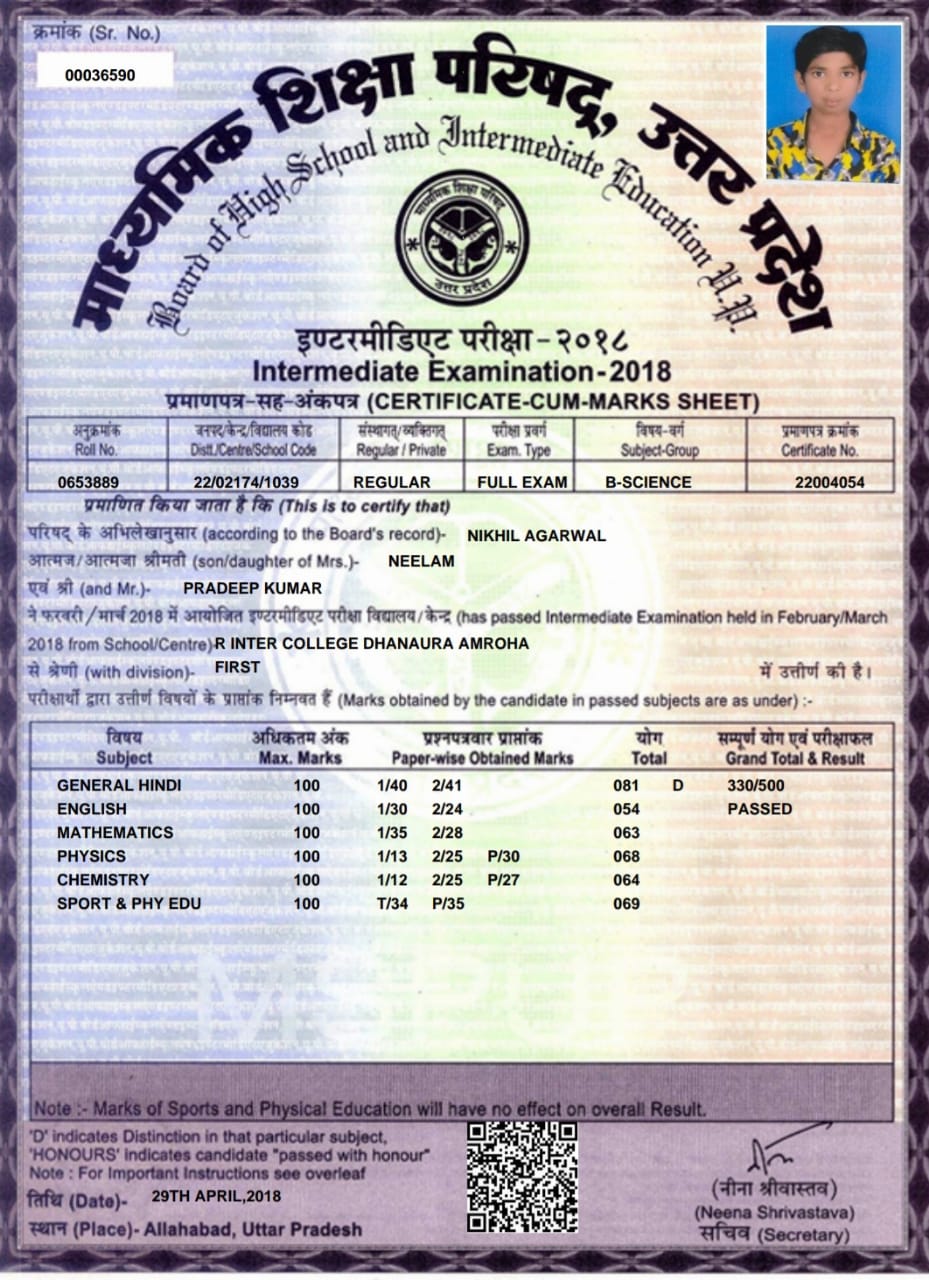 क्रमांक (Sr. No.)
00036590
माध्यमिक शिक्षा परिषद्, उत्तर प्रदेश
Board of High School and Intermediate Education U.P.
माध्यमिक शिक्षा परिषद्
उत्तर प्रदेश
इण्टरमीडिएट परीक्षा - २०१८
Intermediate Examination - 2018
प्रमाणपत्र-सह-अंकपत्र (CERTIFICATE-CUM-MARKS SHEET)
अनुक्रमांक जनपद/केन्द्र/विद्यालय कोड संस्थागत्/व्यक्तिगत् परीक्षा प्रवर्ग विषय-वर्ग प्रमाणपत्र क्रमांक
Roll No. Distt./Centre/School Code Regular / Private Exam. Type Subject-Group Certificate No.
0653889 22/02174/1039 REGULAR FULL EXAM B-SCIENCE 22004054
प्रमाणित किया जाता है कि (This is to certify that)
परिषद् के अभिलेखानुसार (according to the Board's record)- NIKHIL AGARWAL
आत्मज/आत्मजा श्रीमती (son/daughter of Mrs.)- NEELAM
एवं श्री (and Mr.)- PRADEEP KUMAR
ने फरवरी/मार्च 2018 में आयोजित इण्टरमीडिएट परीक्षा विद्यालय/केन्द्र (has passed Intermediate Examination held in February/March
2018 from School/Centre) R INTER COLLEGE DHANAURA AMROHA
से श्रेणी (with division)- FIRST में उत्तीर्ण की है।
परीक्षार्थी द्वारा उत्तीर्ण विषयों के प्राप्तांक निम्नवत हैं (Marks obtained by the candidate in passed subjects are as under) :-
विषय अधिकतम अंक प्रश्नपत्रवार प्राप्तांक योग सम्पूर्ण योग एवं परीक्षाफल
Subject Max. Marks Paper-wise Obtained Marks Total Grand Total & Result
GENERAL HINDI 100 1/40 2/41 081 D 330/500
ENGLISH 100 1/30 2/24 054 PASSED
MATHEMATICS 100 1/35 2/28 063
PHYSICS 100 1/13 2/25 P/30 068
CHEMISTRY 100 1/12 2/25 P/27 064
SPORT & PHY EDU 100 T/34 P/35 069
Note :- Marks of Sports and Physical Education will have no effect on overall Result.
'D' indicates Distinction in that particular subject,
'HONOURS' indicates candidate "passed with honour"
Note : For Important Instructions see overleaf
तिथि (Date)- 29TH APRIL,2018
स्थान (Place)- Allahabad, Uttar Pradesh
(नीना श्रीवास्तव)
(Neena Shrivastava)
सचिव (Secretary)